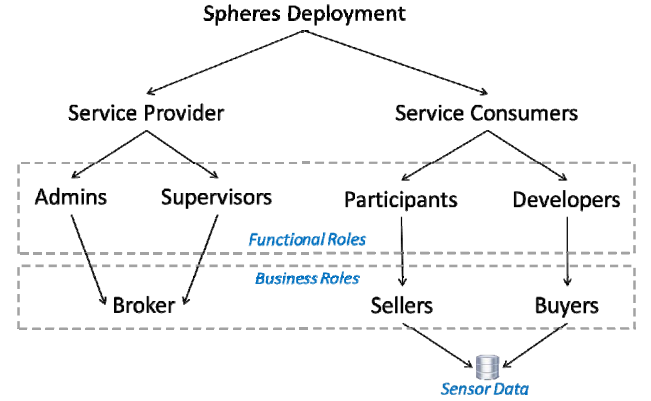 Spheres Deployment
Service Provider
Service Consumers
Admins
Supervisors
Participants
Developers
Functional Roles
Business Roles
Broker
Sellers
Buyers
Sensor Data